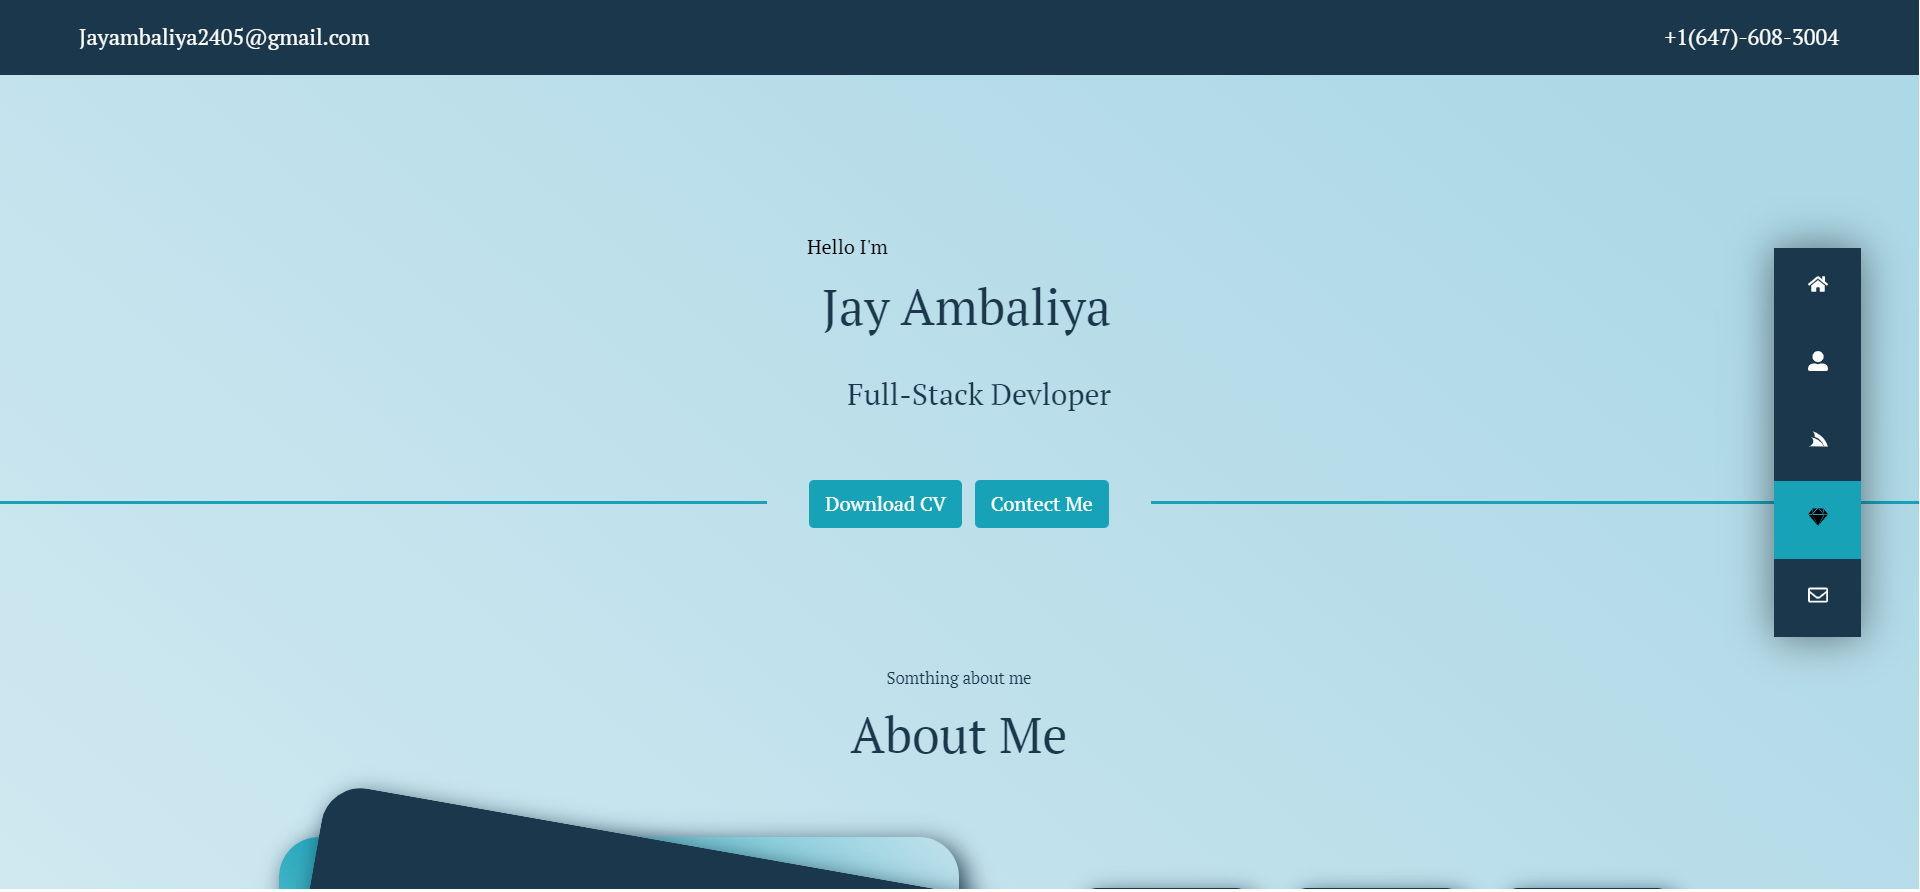 Jayambaliya2405@gmail.com
+1(647)-608-3004
Hello I'm
Jay Ambaliya
Full-Stack Devloper
Download CV
Contect Me
Somthing about me
About Me